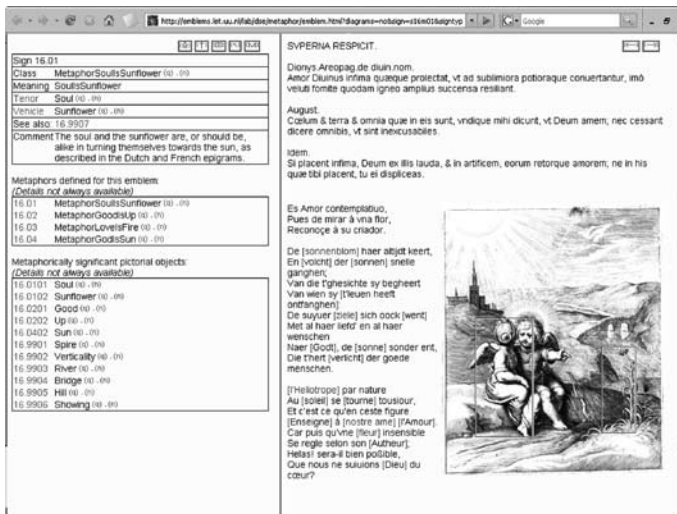 http://emblems.let.uu.nl/lab/dse/metaphor/emblem.html?diagrams=no&sign=s16m01&signtyp
Google
Sign 16.01
Class MetaphorSoulIsSunflower (q) . (n)
Meaning SoulIsSunflower
Tenor Soul (q) . (n)
Vehicle Sunflower (q) . (n)
See also: 16.9907
Comment The soul and the sunflower are, or should be,
alike in turning themselves towards the sun, as
described in the Dutch and French epigrams.
Metaphors defined for this emblem:
(Details not always available)
16.01 MetaphorSoulIsSunflower (q) . (n)
16.02 MetaphorGoodIsUp (q) . (n)
16.03 MetaphorLoveIsFire (q) . (n)
16.04 MetaphorGodIsSun (q) . (n)
Metaphorically significant pictorial objects:
(Details not always available)
16.0101 Soul (q) . (n)
16.0102 Sunflower (q) . (n)
16.0201 Good (q) . (n)
16.0202 Up (q) . (n)
16.0402 Sun (q) . (n)
16.9901 Spire (q) . (n)
16.9902 Verticality (q) . (n)
16.9903 River (q) . (n)
16.9904 Bridge (q) . (n)
16.9905 Hill (q) . (n)
16.9906 Showing (q) . (n)
SVPERNA RESPICIT.
Dionys.Areopag.de diuin.nom.
Amor Diuinus infima quæque proiectat, vt ad sublimiora potioraque conuertantur, imò
veluti fomite quodam igneo amplius succensa resiliant.
August.
Cœlum & terra & omnia quæ in eis sunt, vndique mihi dicunt, vt Deum amem; nec cessant
dicere omnibis, vt sint inexcusabiles.
Idem.
Si placent infima, Deum ex illis lauda, & in artificem, eorum retorque amorem; ne in his
quæ tibi placent, tu ei displiceas.
Es Amor contemplatiuo,
Pues de mirar à vna flor,
Reconoçe à su criador.
De [sonnenblom] haer altijdt keert,
En [volcht] der [sonnen] snelle
ganghen;
Van die t'ghesichte sy begheert
Van wien sy [t'leuen heeft
ontfanghen]:
De suyuer [ziele] sich oock [went]
Met al haer liefd' en al haer
wenschen
Naer [Godt], de [sonne] sonder ent,
Die t'hert [verlicht] der goede
menschen.
[l'Heliotrope] par nature
Au [soleil] se [tourne] tousiour,
Et c'est ce qu'en ceste figure
[Enseigne] à [nostre ame] [l'Amour].
Car puis qu'vne [fleur] insensible
Se regle selon son [Autheur];
Helas! sera-il bien poßible,
Que nous ne suiuions [Dieu] du
cœur?